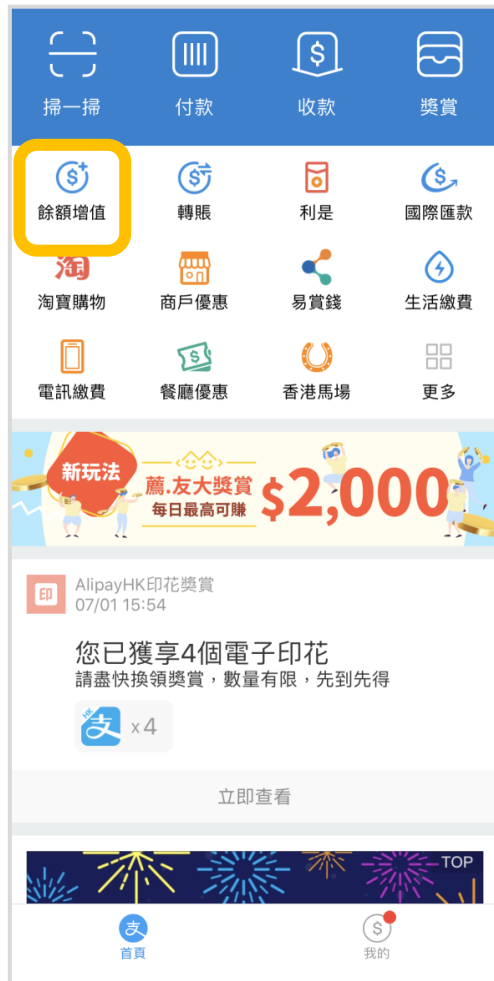 掃一掃
付款
收款
獎賞
餘額增值
轉賬
利是
國際匯款
淘
淘寶購物
商戶優惠
易賞錢
生活繳費
電訊繳費
餐廳優惠
香港馬場
更多
新玩法
薦.友大獎賞
每日最高可賺
$2,000
印
AlipayHK印花獎賞
07/01 15:54
您已獲享4個電子印花
請盡快換領獎賞，數量有限，先到先得
HK
支
x4
立即查看
TOP
支
首頁
我的